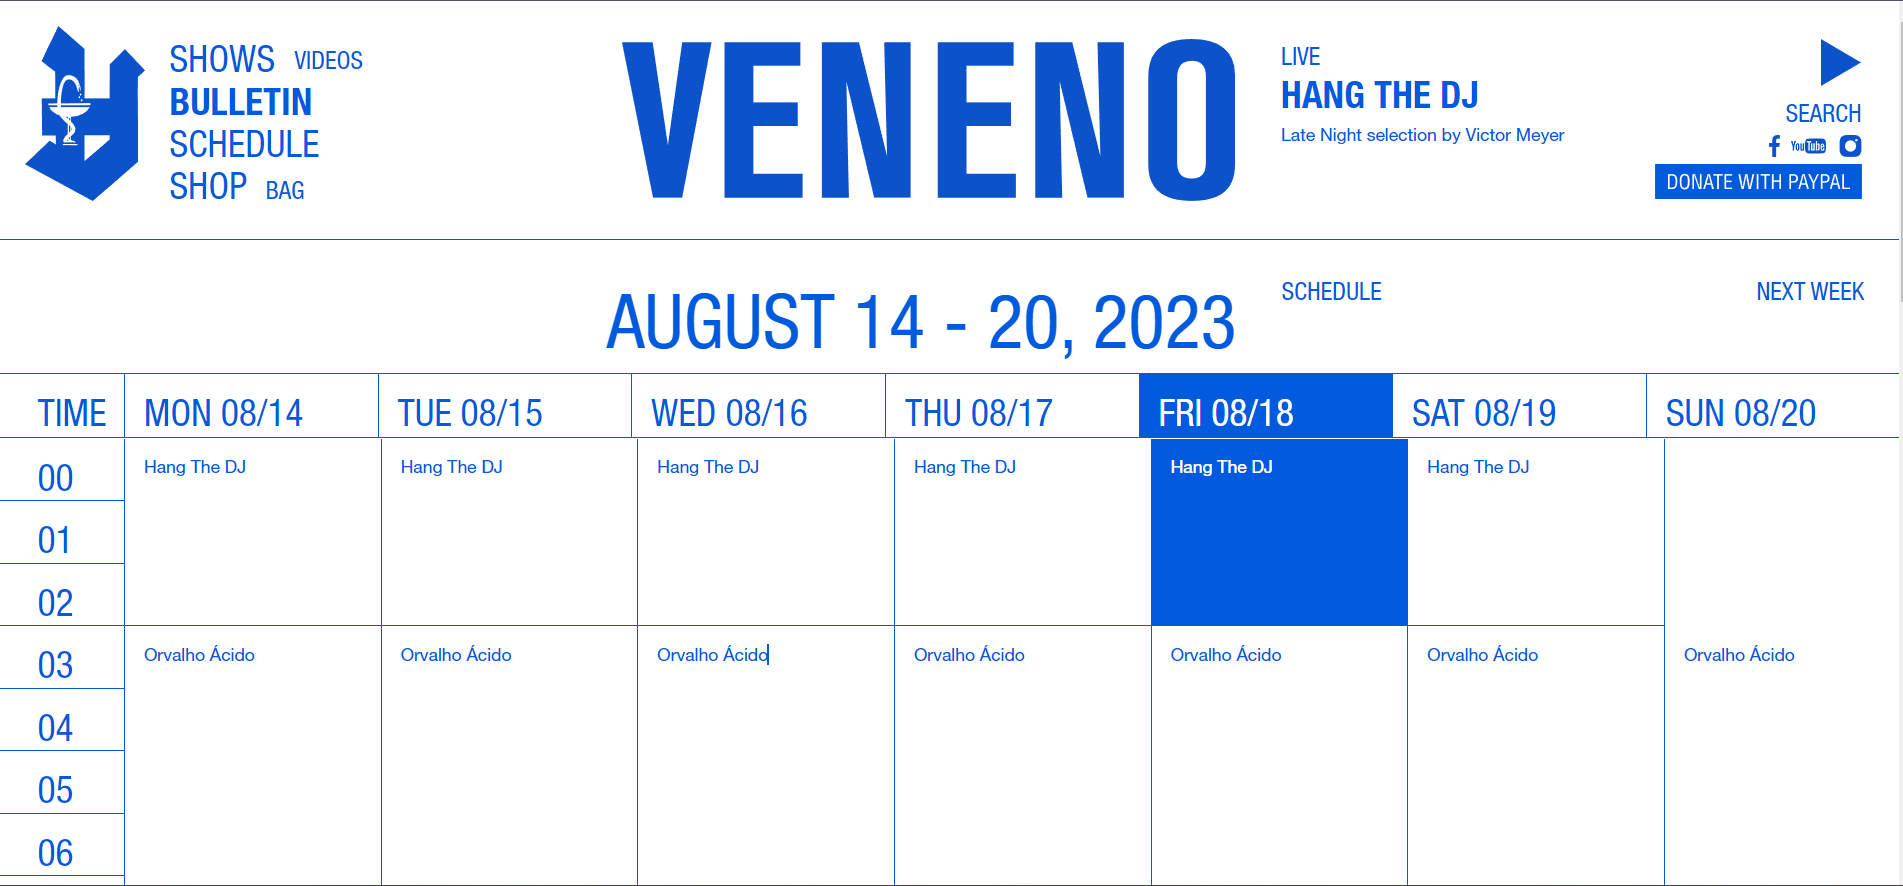 SHOWS VIDEOS
BULLETIN
SCHEDULE
SHOP BAG
VENENO
LIVE
HANG THE DJ
Late Night selection by Victor Meyer
SEARCH
f YouTube
DONATE WITH PAYPAL
AUGUST 14 - 20, 2023
SCHEDULE
NEXT WEEK
TIME MON 08/14 TUE 08/15 WED 08/16 THU 08/17 FRI 08/18 SAT 08/19 SUN 08/20
00 Hang The DJ Hang The DJ Hang The DJ Hang The DJ Hang The DJ Hang The DJ
01
02
03 Orvalho Ácido Orvalho Ácido Orvalho Ácido Orvalho Ácido Orvalho Ácido Orvalho Ácido Orvalho Ácido
04
05
06